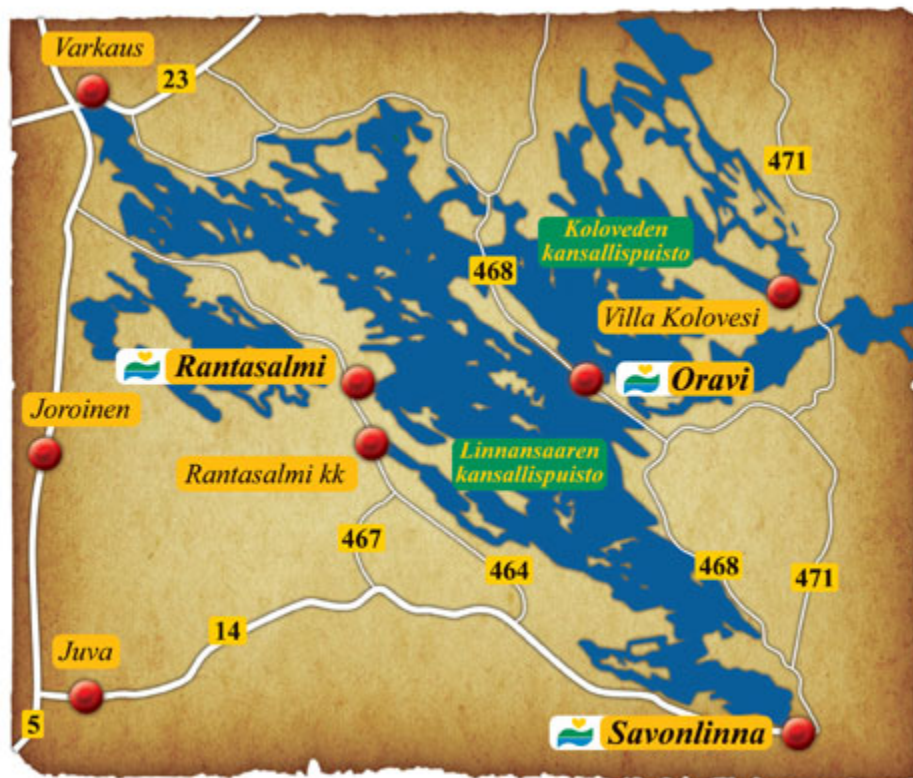 Varkaus
23
471
Koloveden
kansallispuisto
468
Villa Kolovesi
Rantasalmi
Oravi
Joroinen
Linnansaaren
kansallispuisto
Rantasalmi kk
467
464
468
471
14
Juva
5
Savonlinna